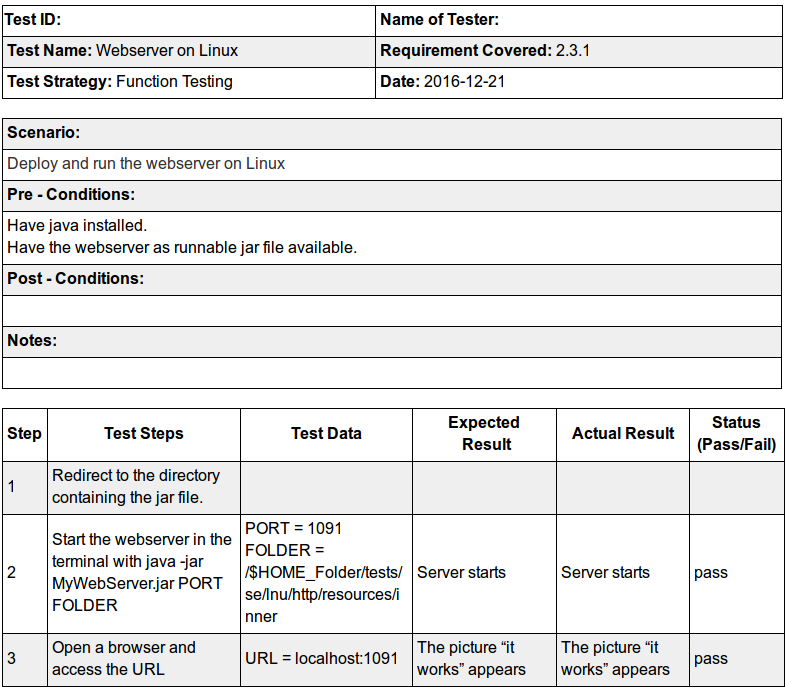 Test ID: Name of Tester:
Test Name: Webserver on Linux Requirement Covered: 2.3.1
Test Strategy: Function Testing Date: 2016-12-21
Scenario:
Deploy and run the webserver on Linux
Pre - Conditions:
Have java installed.
Have the webserver as runnable jar file available.
Post - Conditions:
Notes:
Step
Test Steps
Test Data
Expected
Result
Actual Result
Status
(Pass/Fail)
1
Redirect to the directory
containing the jar file.
2
Start the webserver in the
terminal with java -jar
MyWebServer.jar PORT
FOLDER
PORT = 1091
FOLDER =
/$HOME_Folder/tests/
se/lnu/http/resources/i
nner
Server starts
Server starts
pass
3
Open a browser and
access the URL
URL = localhost:1091
The picture “it
works” appears
The picture “it
works” appears
pass